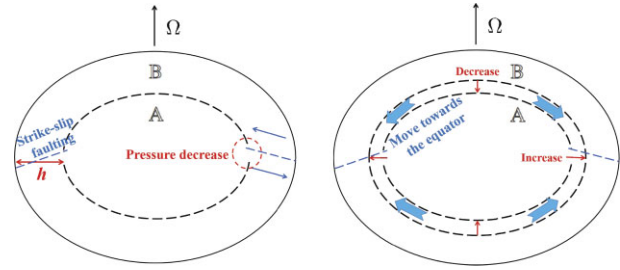 Ω
B
A
Strike-slip
faulting
Pressure decrease
h
Ω
Decrease
B
A
Move towards
the equator
Increase